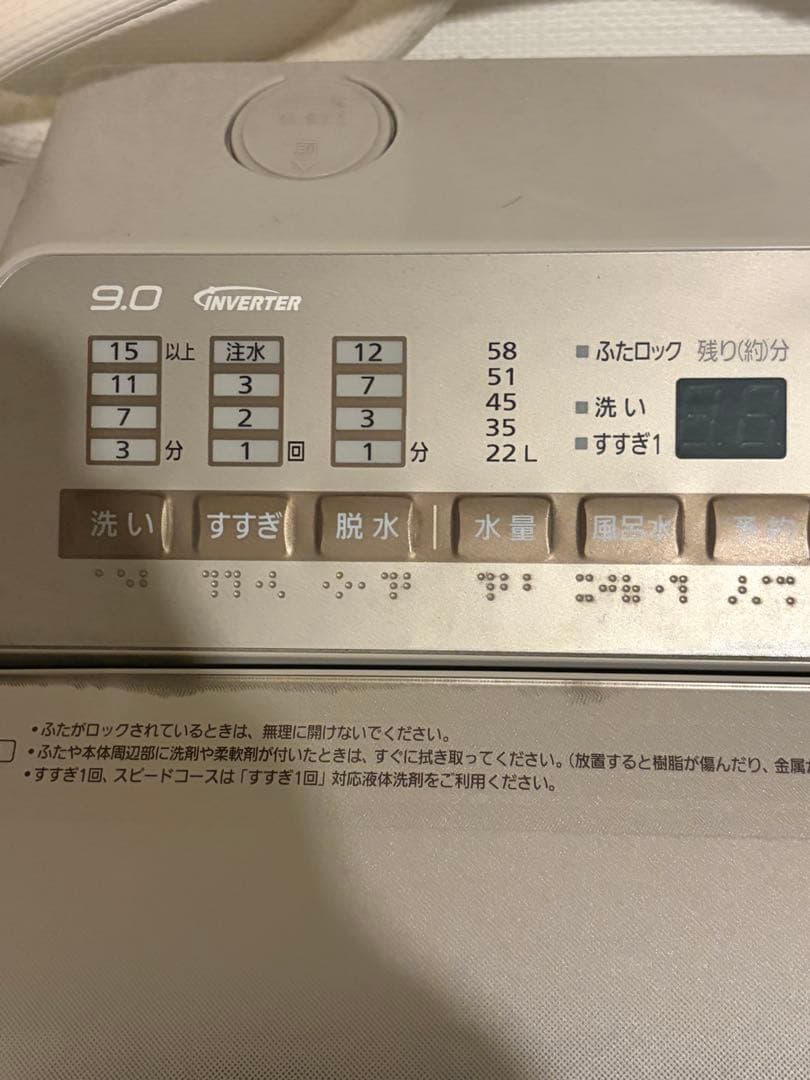 9.0 INVERTER
15 以上 注水 12 58 ふたロック 残り(約)分
11 3 7 51
7 2 3 45 洗い
3 分 1 回 1 分 35 すすぎ1
22 L
洗い すすぎ 脱水 水量 風呂水 予約
・ふたがロックされているときは、無理に開けないでください。
・ふたや本体周辺部に洗剤や柔軟剤が付いたときは、すぐに拭き取ってください。(放置すると樹脂が傷んだり、金属が
・すすぎ1回、スピードコースは「すすぎ1回」対応液体洗剤をご利用ください。